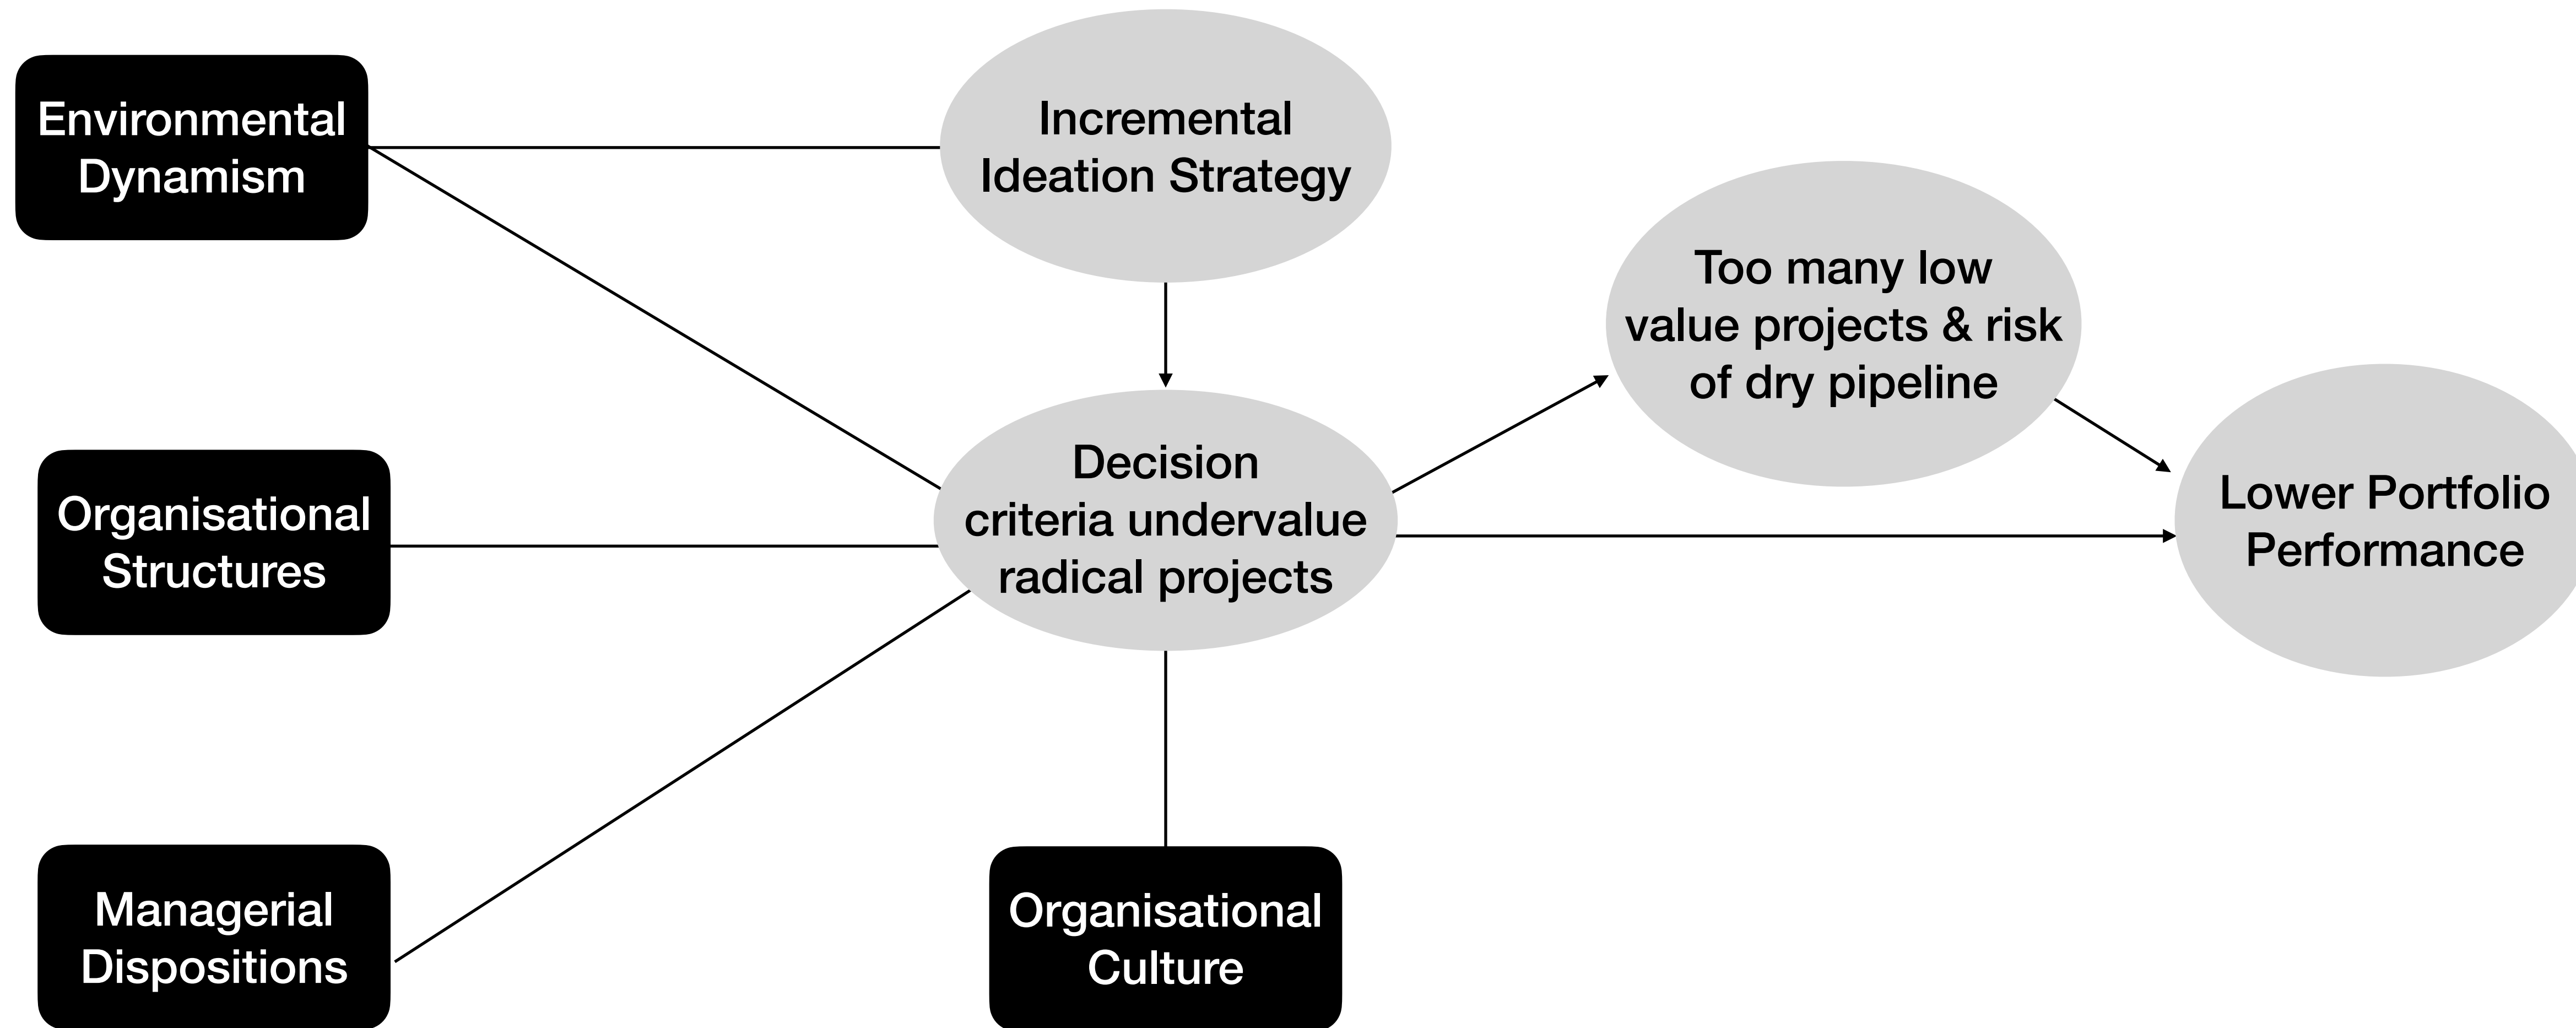 Environmental
Dynamism
Incremental
Ideation Strategy
Too many low
value projects & risk
of dry pipeline
Decision
criteria undervalue
radical projects
Lower Portfolio
Performance
Organisational
Structures
Managerial
Dispositions
Organisational
Culture